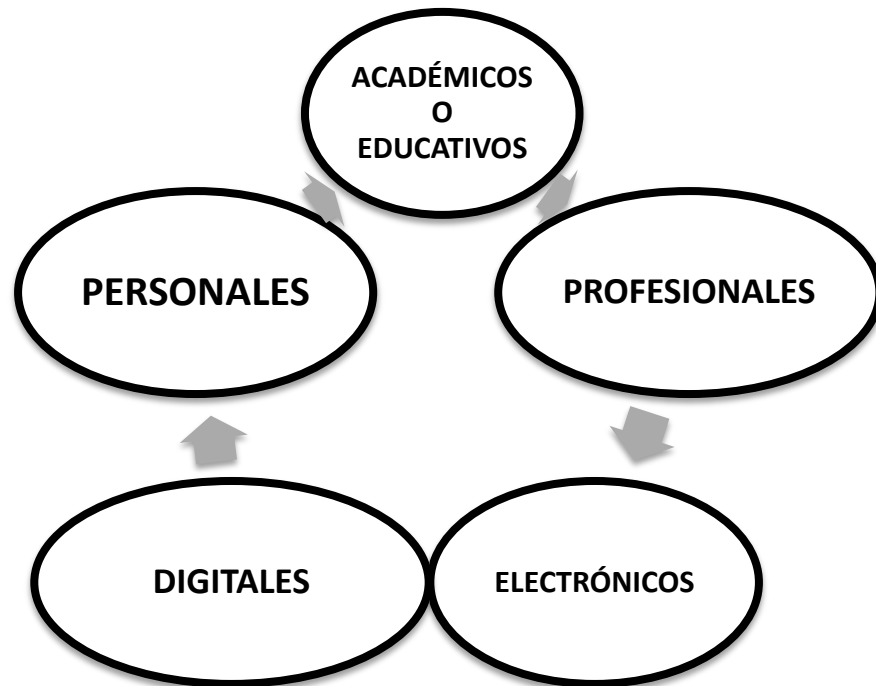 ACADÉMICOS
O
EDUCATIVOS
PERSONALES
PROFESIONALES
DIGITALES
ELECTRÓNICOS